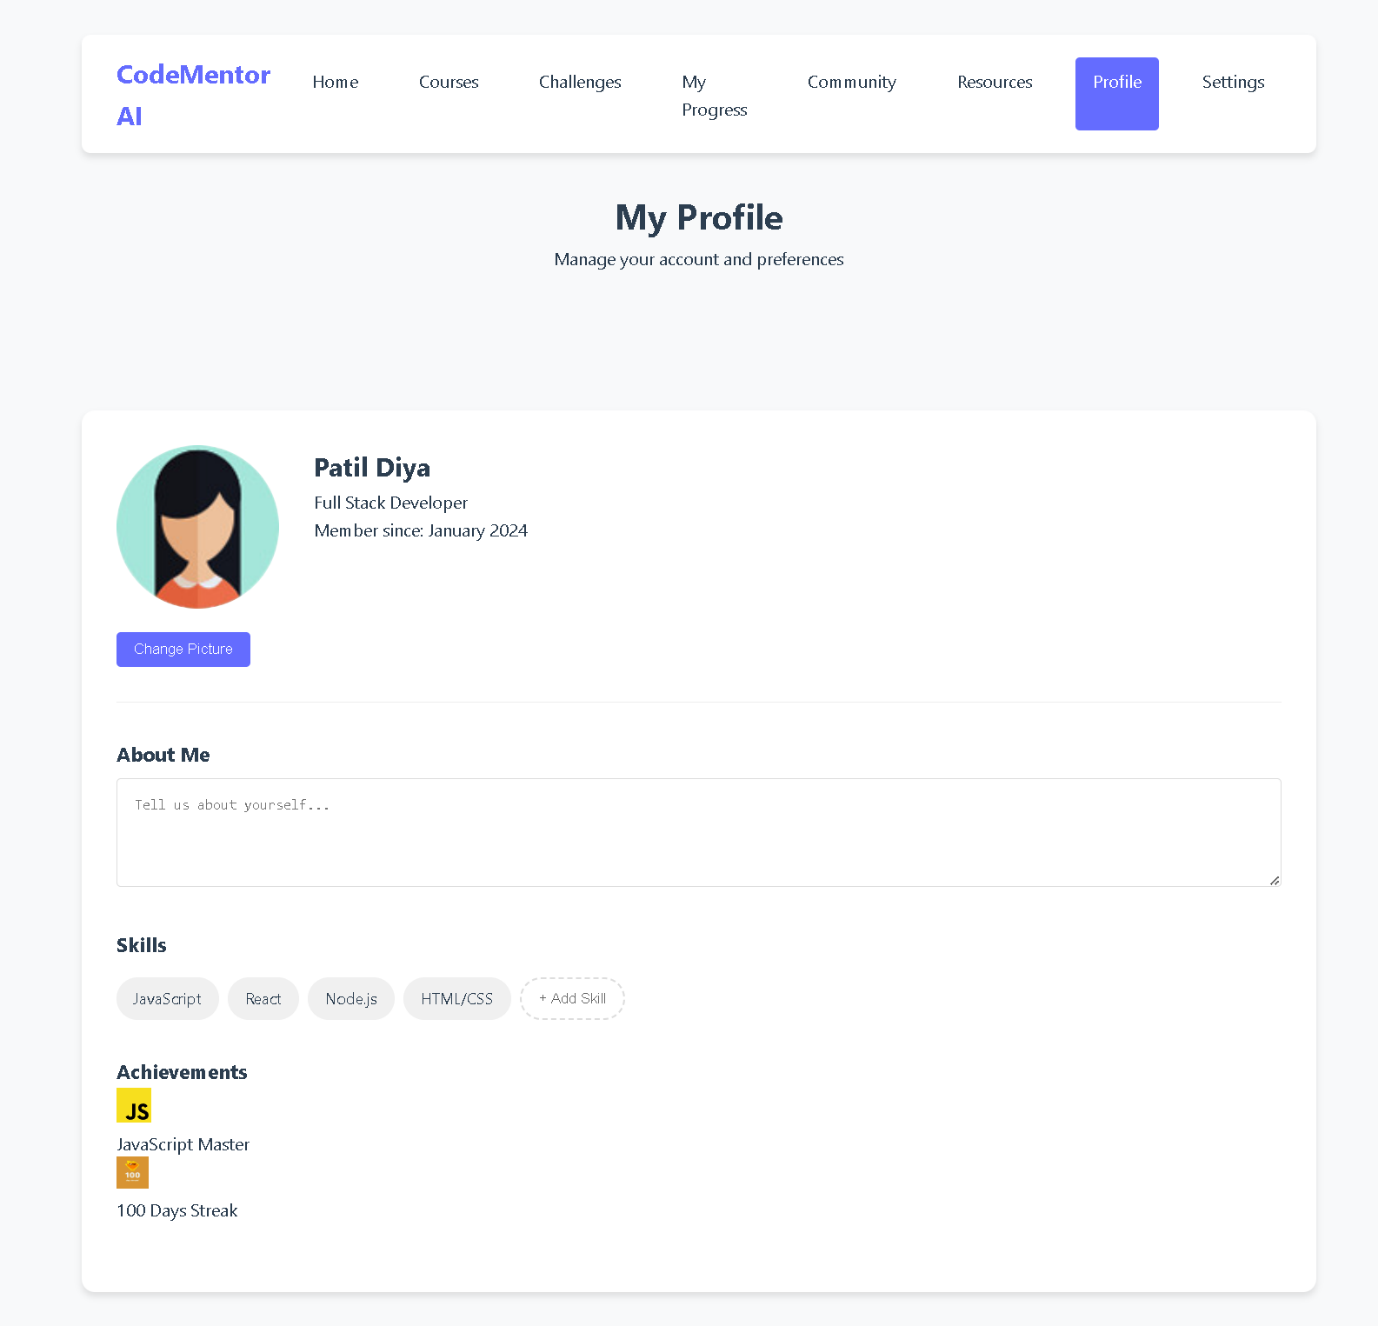 CodeMentor
AI
Home
Courses
Challenges
My
Progress
Community
Resources
Profile
Settings
My Profile
Manage your account and preferences
Patil Diya
Full Stack Developer
Member since: January 2024
Change Picture
About Me
Tell us about yourself...
Skills
JavaScript
React
Node.js
HTML/CSS
+ Add Skill
Achievements
JS
JavaScript Master
100
100 Days Streak